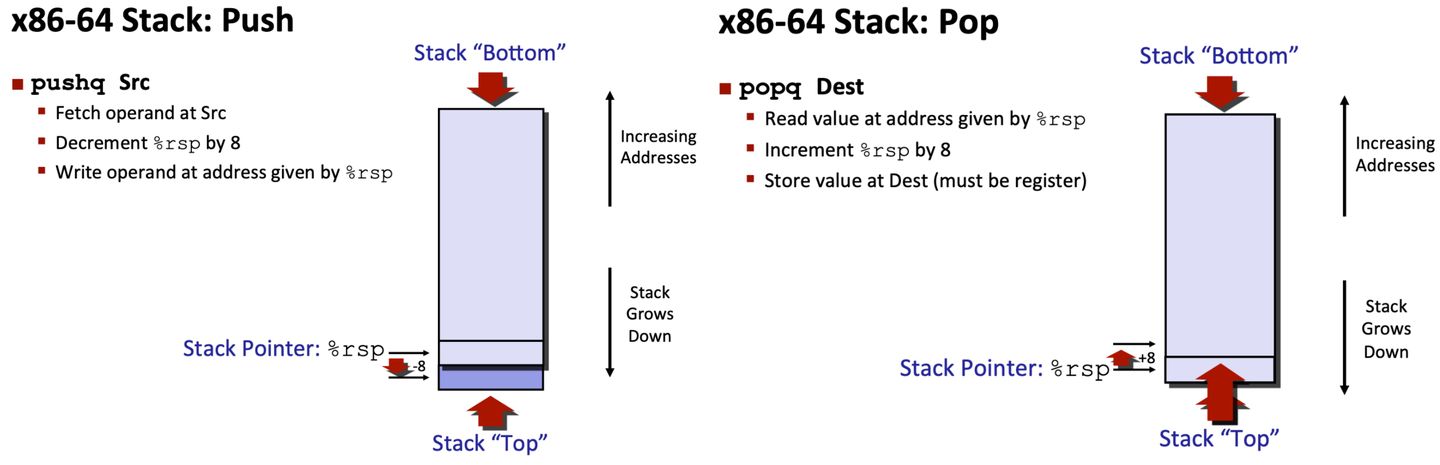 x86-64 Stack: Push
pushq Src
Fetch operand at Src
Decrement %rsp by 8
Write operand at address given by %rsp
Stack “Bottom”
Increasing
Addresses
Stack
Grows
Down
Stack Pointer: %rsp
-8
Stack “Top”
x86-64 Stack: Pop
popq Dest
Read value at address given by %rsp
Increment %rsp by 8
Store value at Dest (must be register)
Stack “Bottom”
Increasing
Addresses
Stack
Grows
Down
Stack Pointer: %rsp
+8
Stack “Top”